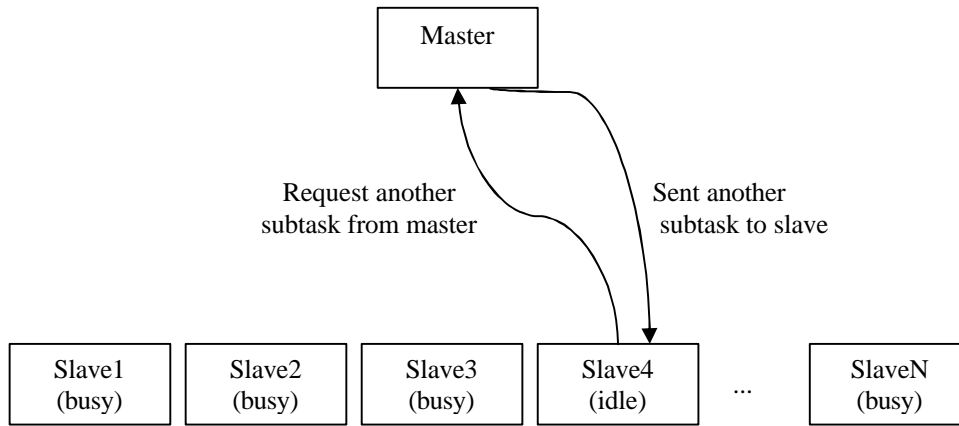 Master
Request another
subtask from master
Sent another
subtask to slave
Slave1
(busy)
Slave2
(busy)
Slave3
(busy)
Slave4
(idle)
...
SlaveN
(busy)